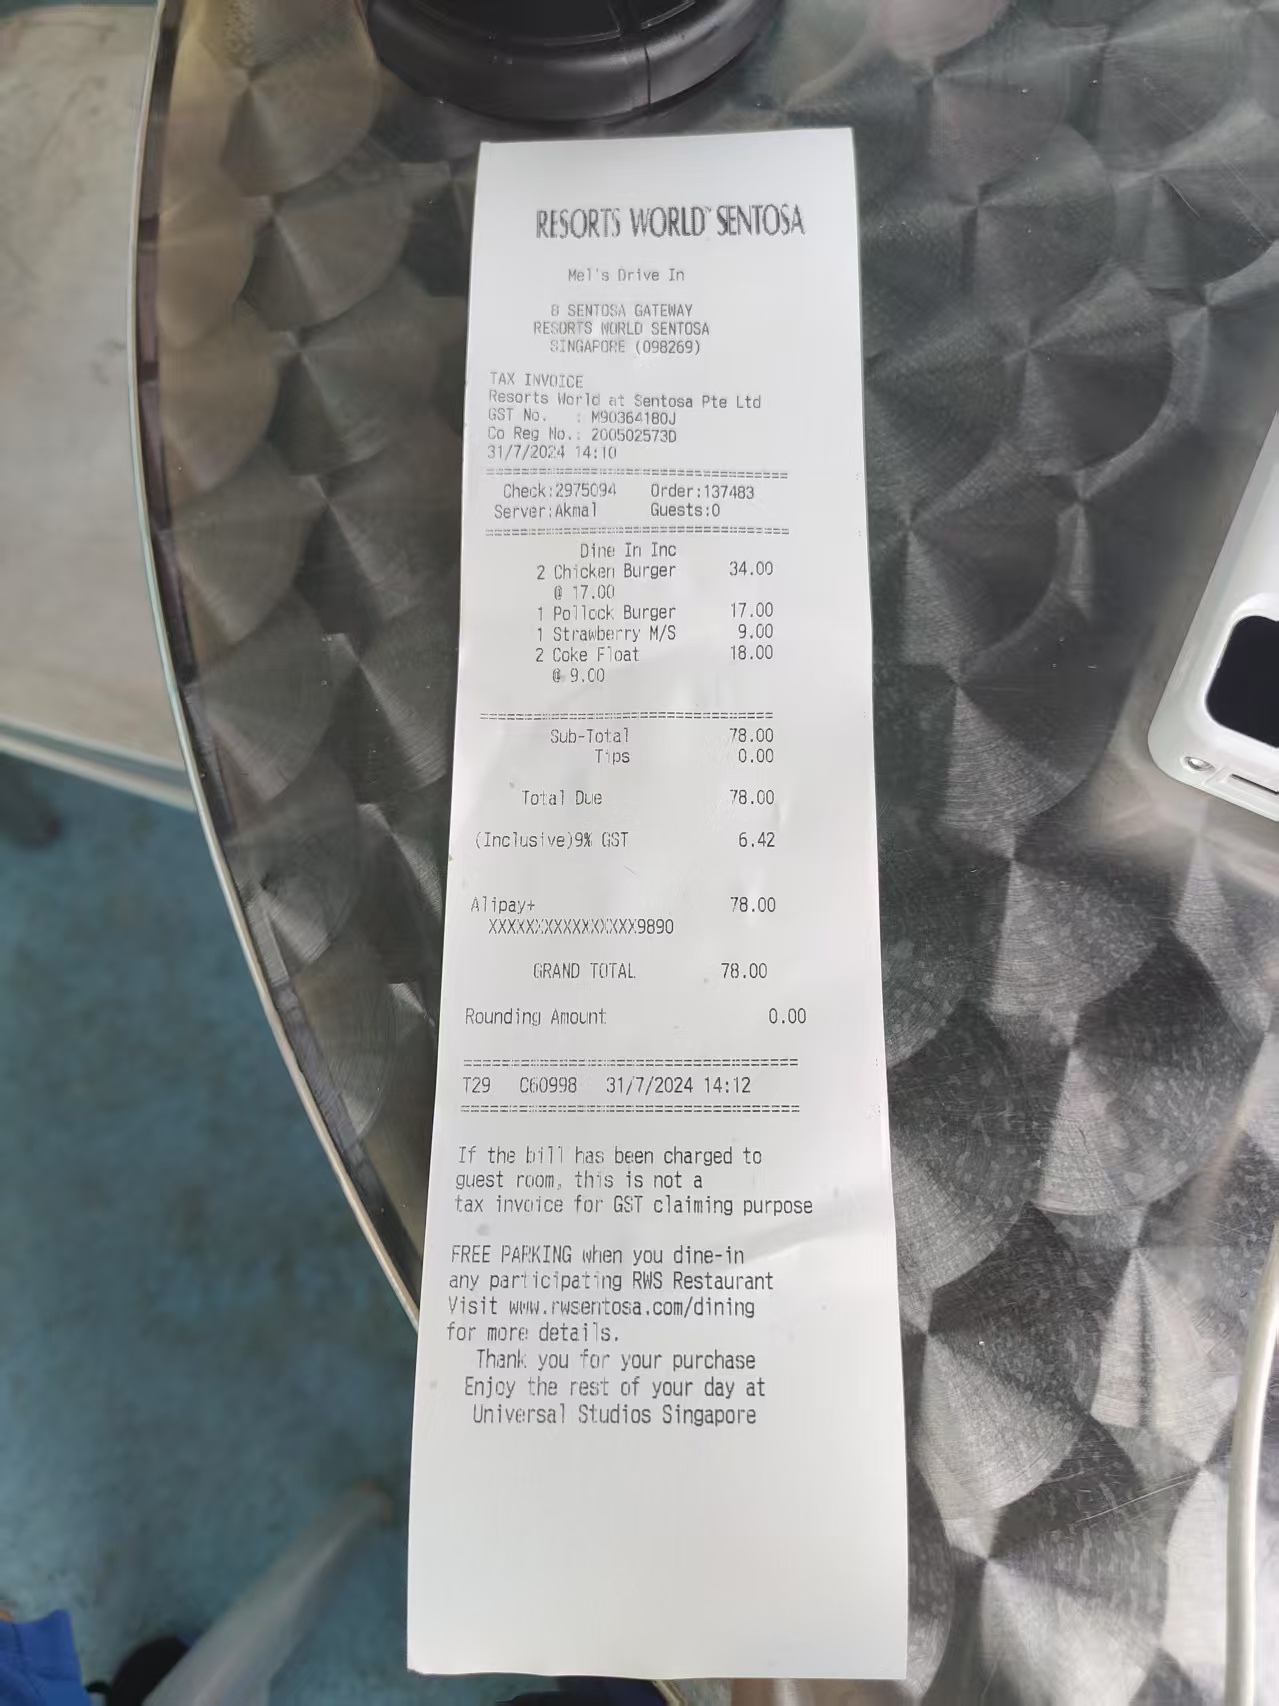 RESORTS WORLD™ SENTOSA
Mel's Drive In
8 SENTOSA GATEWAY
RESORTS WORLD SENTOSA
SINGAPORE (098269)
TAX INVOICE
Resorts World at Sentosa Pte Ltd
GST No. : M90364180J
Co Reg No.: 200502573D
31/7/2024 14:10
====================================
Check:2975094 Order:137483
Server:Akmal Guests:0
====================================
Dine In Inc
2 Chicken Burger 34.00
@ 17.00
1 Pollock Burger 17.00
1 Strawberry M/S 9.00
2 Coke Float 18.00
@ 9.00
====================================
Sub-Total 78.00
Tips 0.00
Total Due 78.00
(Inclusive)9% GST 6.42
Alipay+ 78.00
XXXXXXXXXXXXXXXXXX9890
GRAND TOTAL 78.00
Rounding Amount 0.00
====================================
T29 C60998 31/7/2024 14:12
====================================
If the bill has been charged to
guest room, this is not a
tax invoice for GST claiming purpose
FREE PARKING when you dine-in
any participating RWS Restaurant
Visit www.rwsentosa.com/dining
for more details.
Thank you for your purchase
Enjoy the rest of your day at
Universal Studios Singapore